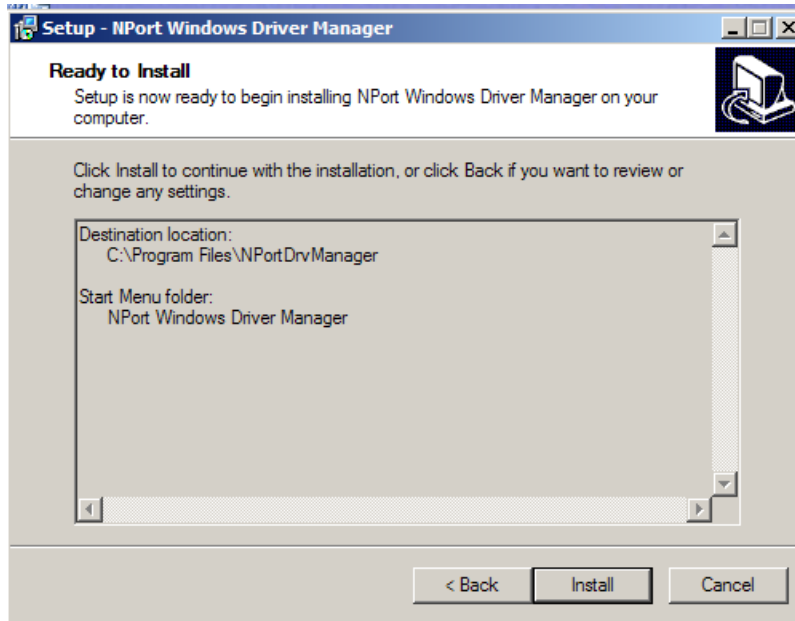 Setup - NPort Windows Driver Manager
Ready to Install
Setup is now ready to begin installing NPort Windows Driver Manager on your
computer.
Click Install to continue with the installation, or click Back if you want to review or
change any settings.
Destination location:
C:\Program Files\NPortDrvManager
Start Menu folder:
NPort Windows Driver Manager
< Back
Install
Cancel